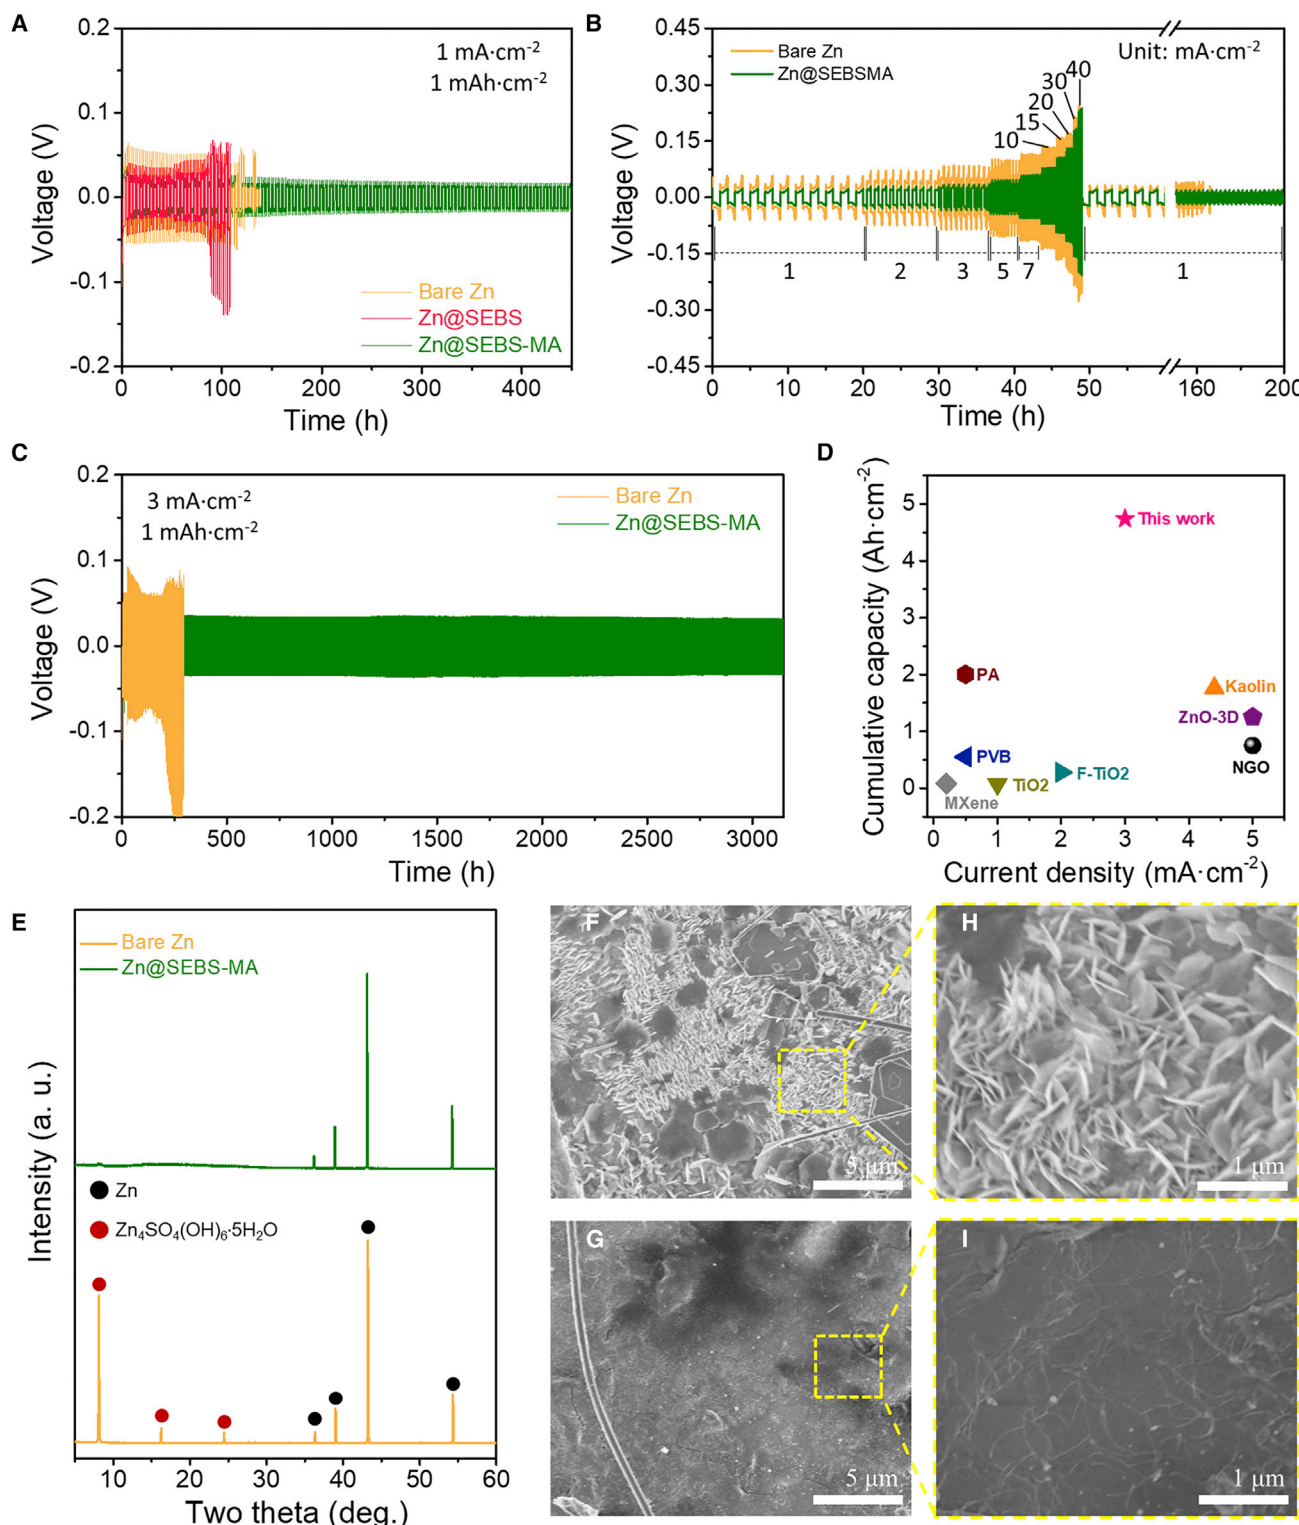 A
0.2
0.1
0.0
-0.1
-0.2
Voltage (V)
1 mA·cm-2
1 mAh·cm-2
Bare Zn
Zn@SEBS
Zn@SEBS-MA
0 100 200 300 400
Time (h)
B
0.45
0.30
0.15
0.00
-0.15
-0.30
-0.45
Voltage (V)
Bare Zn
Zn@SEBSMA
Unit: mA·cm-2
40
30
20
15
10
1 2 3 5 7 1
0 10 20 30 40 50 160 200
Time (h)
C
0.2
0.1
0.0
-0.1
-0.2
Voltage (V)
3 mA·cm-2
1 mAh·cm-2
Bare Zn
Zn@SEBS-MA
0 500 1000 1500 2000 2500 3000
Time (h)
D
5
4
3
2
1
0
Cumulative capacity (Ah·cm-2)
This work
PA
Kaolin
ZnO-3D
PVB
NGO
F-TiO2
TiO2
MXene
0 1 2 3 4 5
Current density (mA·cm-2)
E
Bare Zn
Zn@SEBS-MA
Intensity (a. u.)
Zn
Zn4SO4(OH)6·5H2O
10 20 30 40 50 60
Two theta (deg.)
F
5 μm
H
1 μm
G
5 μm
I
1 μm